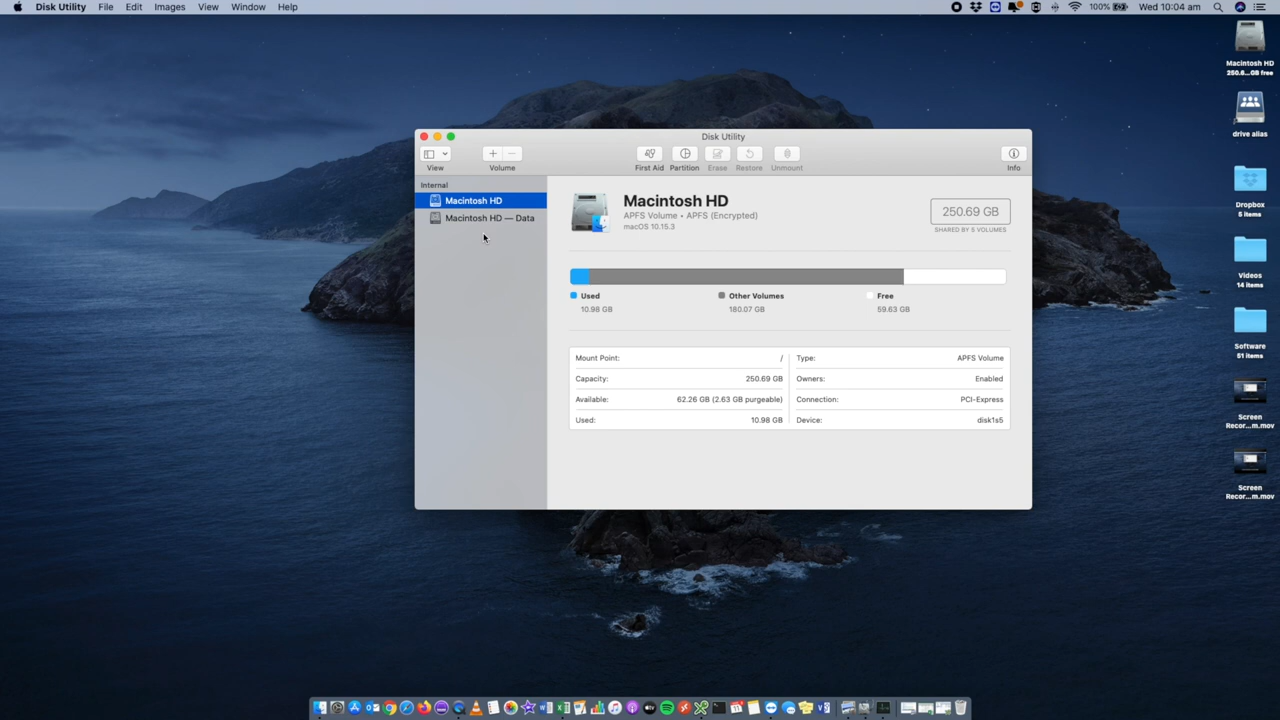 Disk Utility File Edit Images View Window Help
100% Wed 10:04 am
Macintosh HD
250.6...GB free
drive alias
Dropbox
5 items
Videos
14 items
Software
51 items
Screen
Recor...m.mov
Screen
Recor...m.mov
Disk Utility
View Volume First Aid Partition Erase Restore Unmount Info
Internal
Macintosh HD
Macintosh HD — Data
Macintosh HD
APFS Volume • APFS (Encrypted)
macOS 10.15.3
250.69 GB
SHARED BY 5 VOLUMES
Used Other Volumes Free
10.98 GB 180.07 GB 59.63 GB
Mount Point: / Type: APFS Volume
Capacity: 250.69 GB Owners: Enabled
Available: 62.26 GB (2.63 GB purgeable) Connection: PCI-Express
Used: 10.98 GB Device: disk1s5